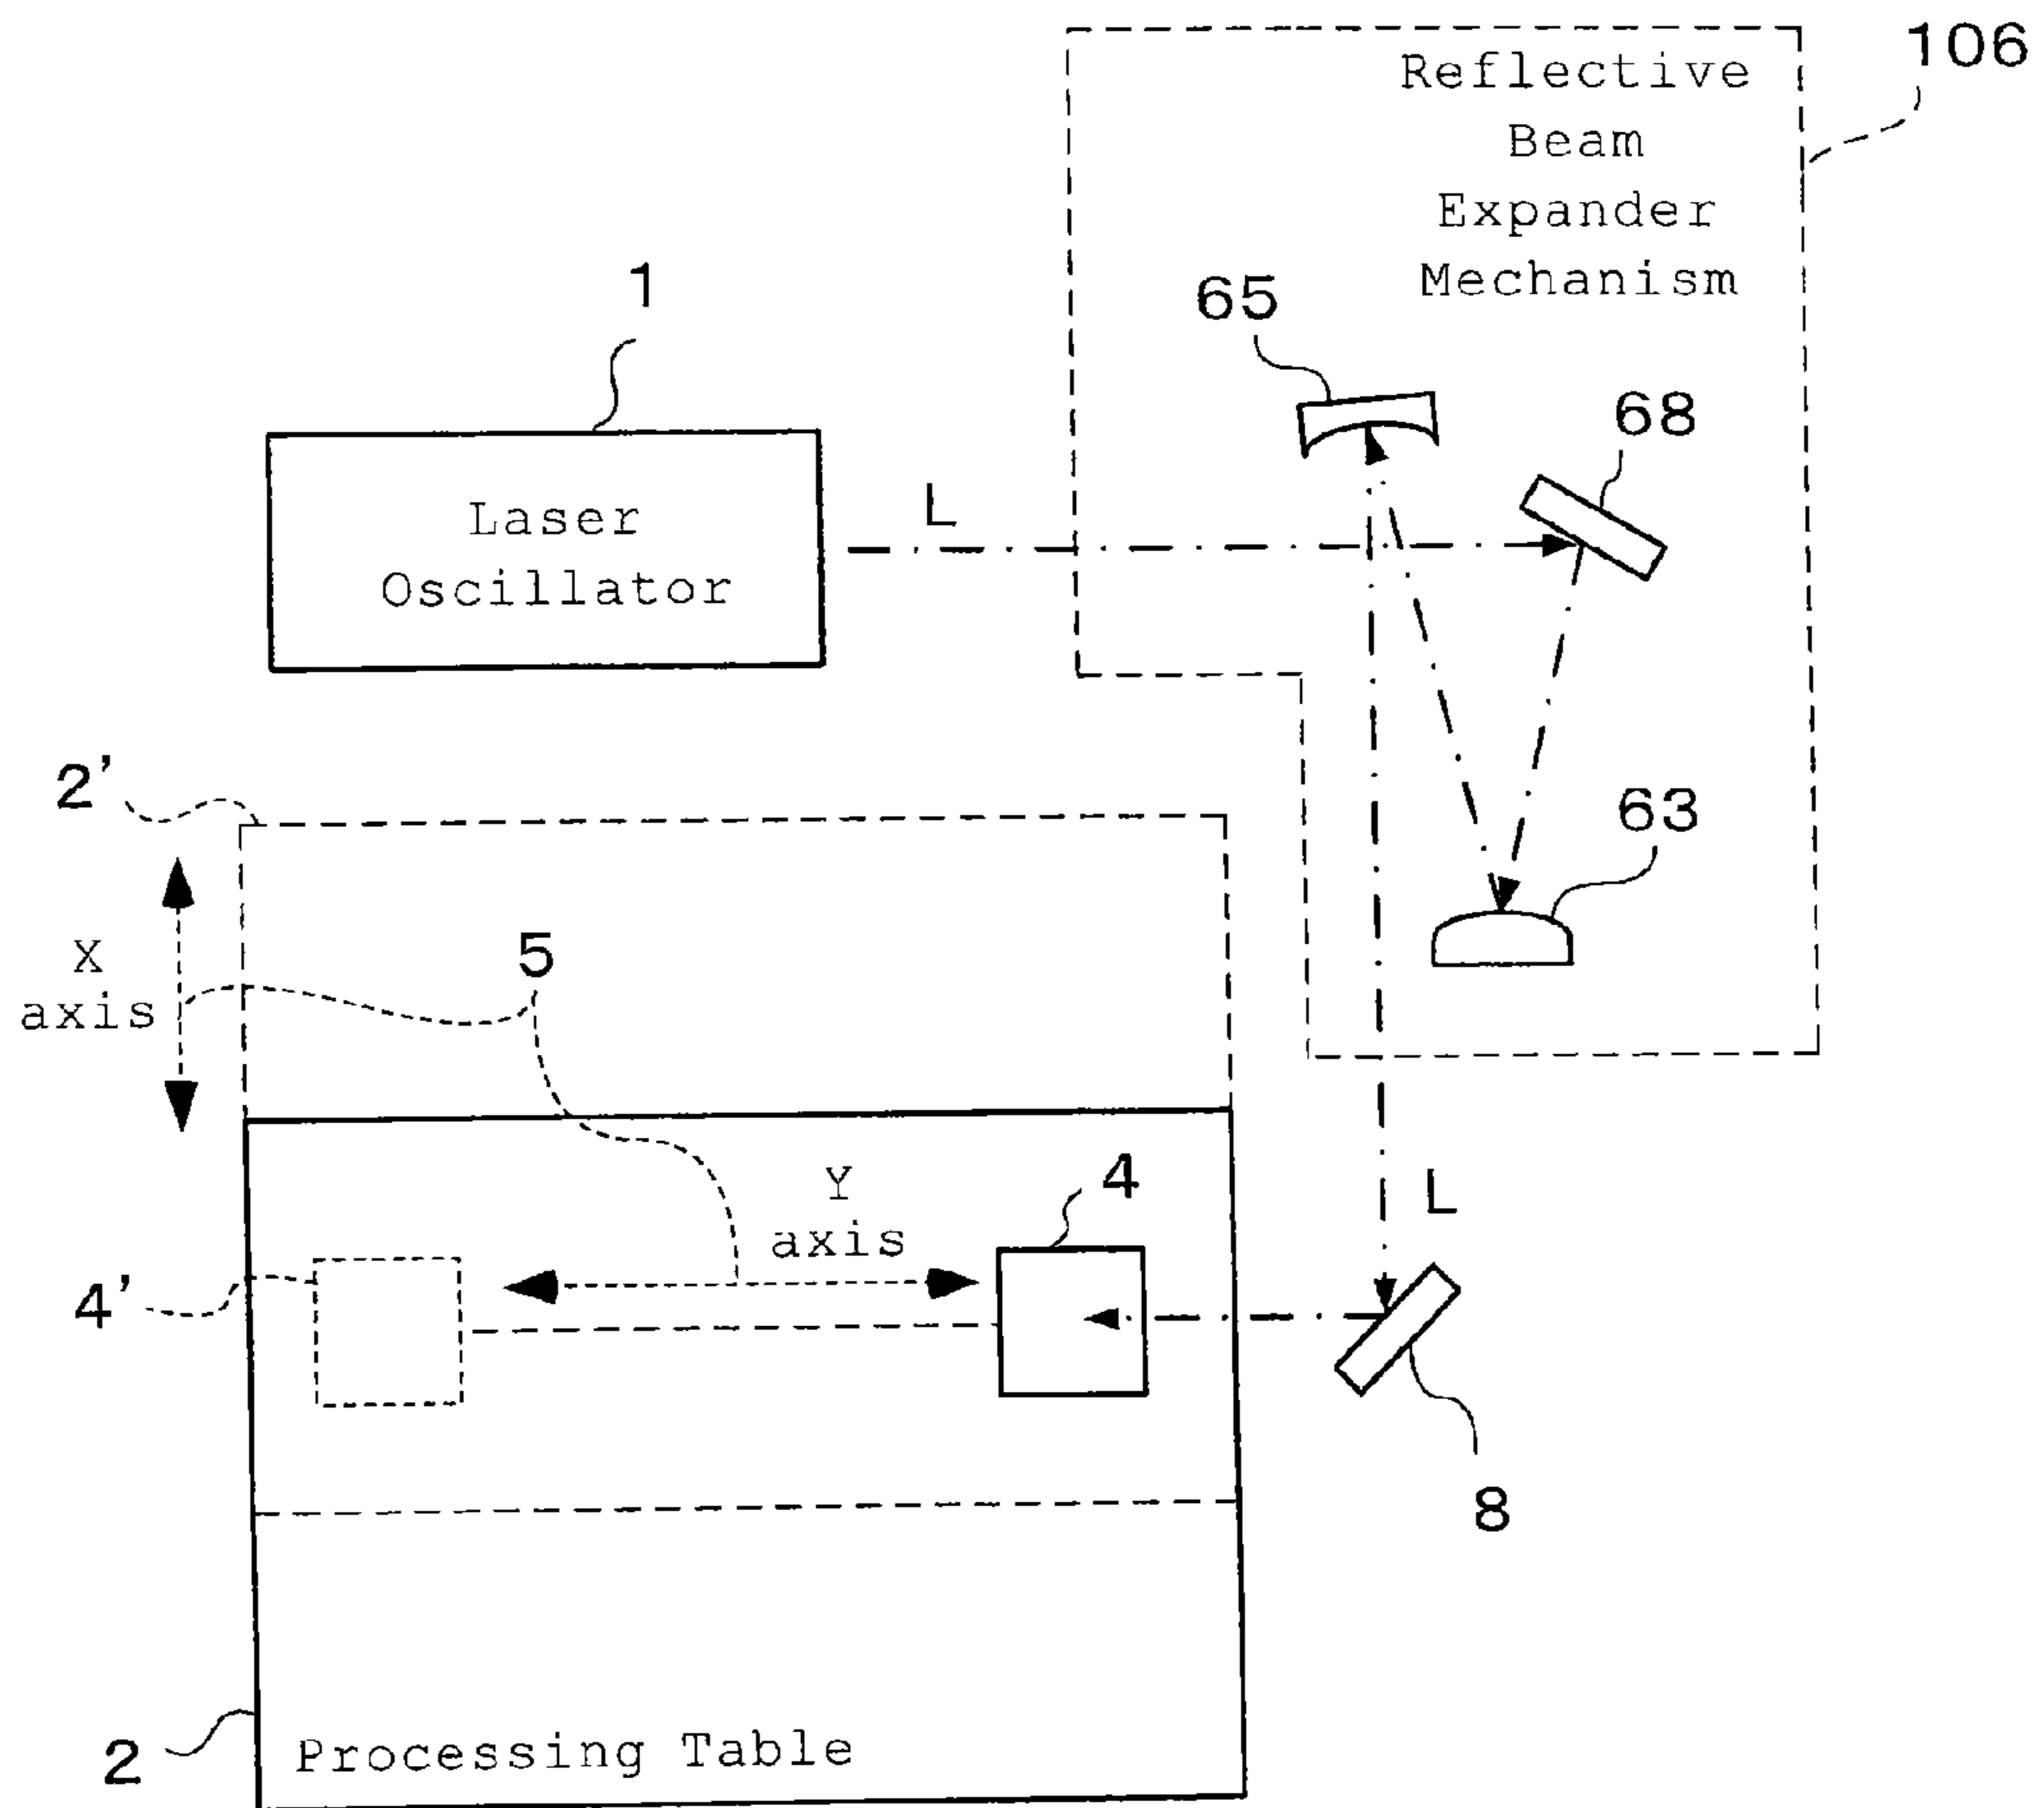 106
Reflective
Beam
Expander
Mechanism
1
65
68
L
Laser
Oscillator
2'
63
X
axis
5
Y
axis
4
L
4'
8
2
Processing Table